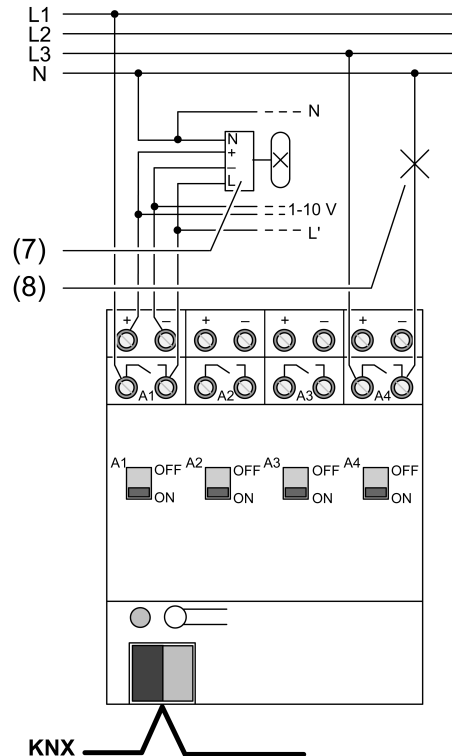 L1
L2
L3
N
N
N
+
–
L
1-10 V
L'
(7)
(8)
+ – + – + – + –
A1 A2 A3 A4
A1 OFF A2 OFF A3 OFF A4 OFF
ON ON ON ON
KNX